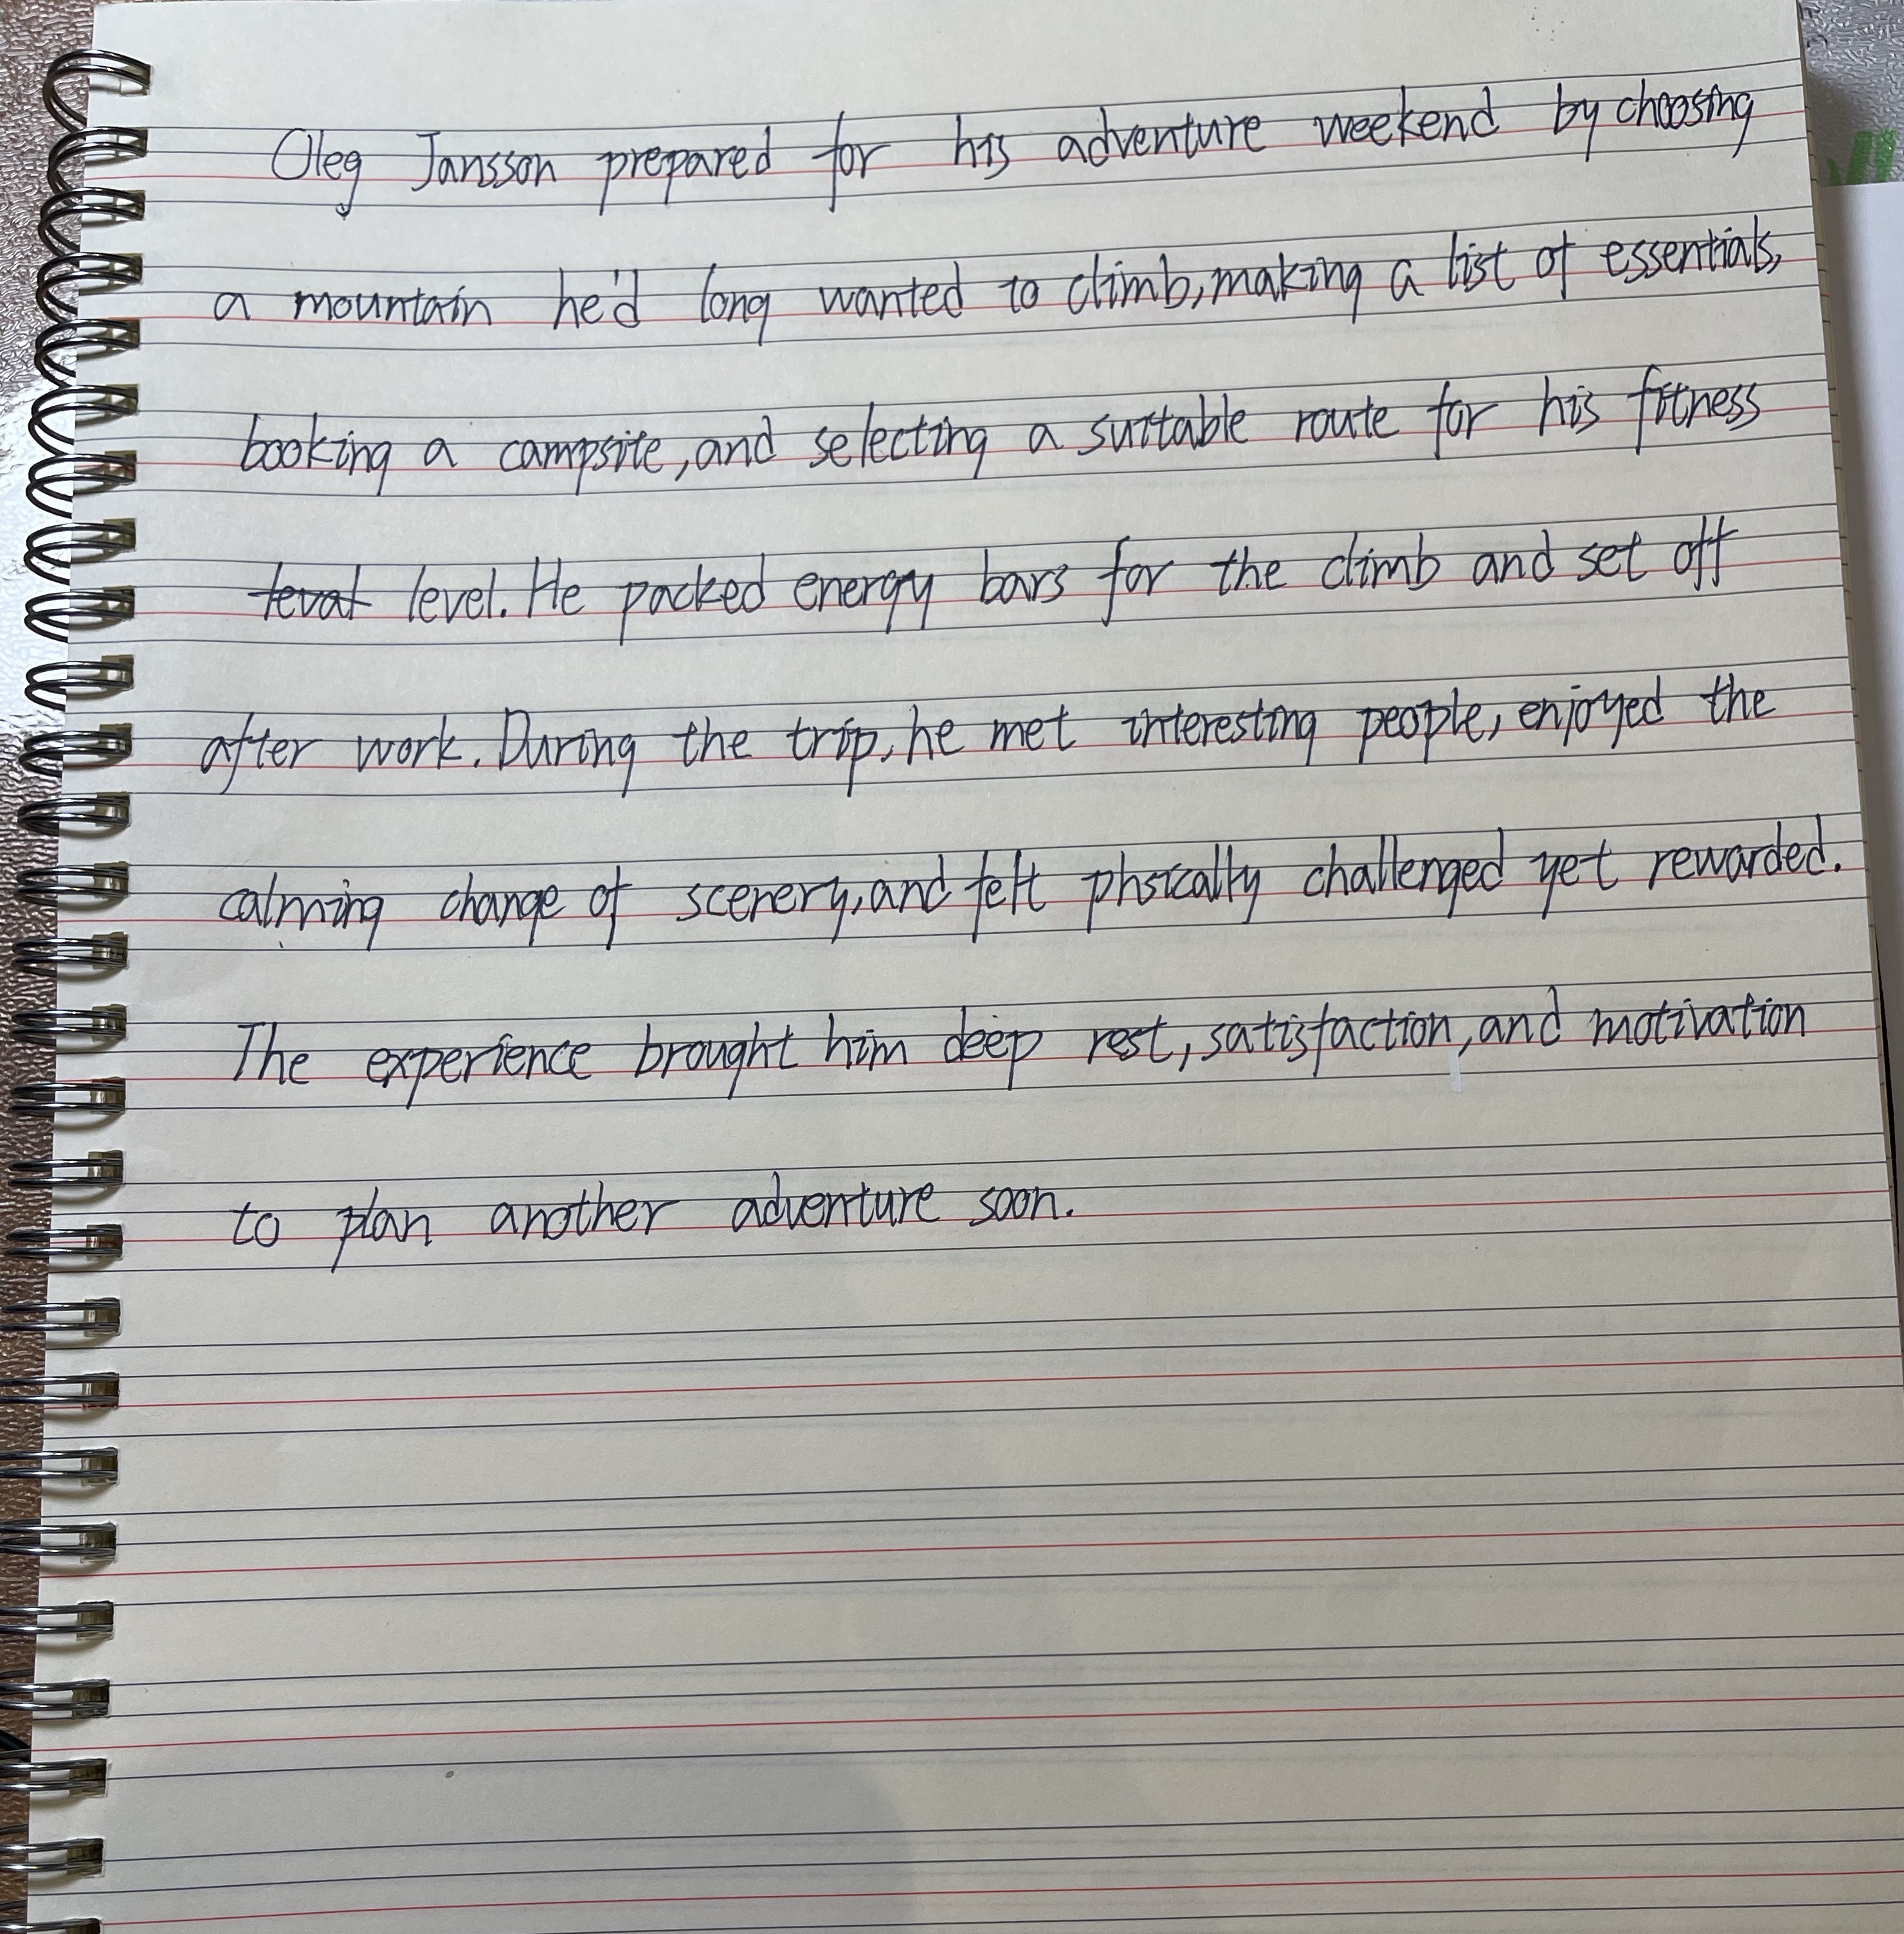 Oleg Jansson prepared for his adventure weekend by choosing
a mountain he'd long wanted to climb, making a list of essentials,
booking a campsite, and selecting a suitable route for his fitness
leval level. He packed energy bars for the climb and set off
after work. During the trip, he met interesting people, enjoyed the
calming change of scenery, and felt phsically challenged yet rewarded.
The experience brought him deep rest, satisfaction, and motivation
to plan another adventure soon.